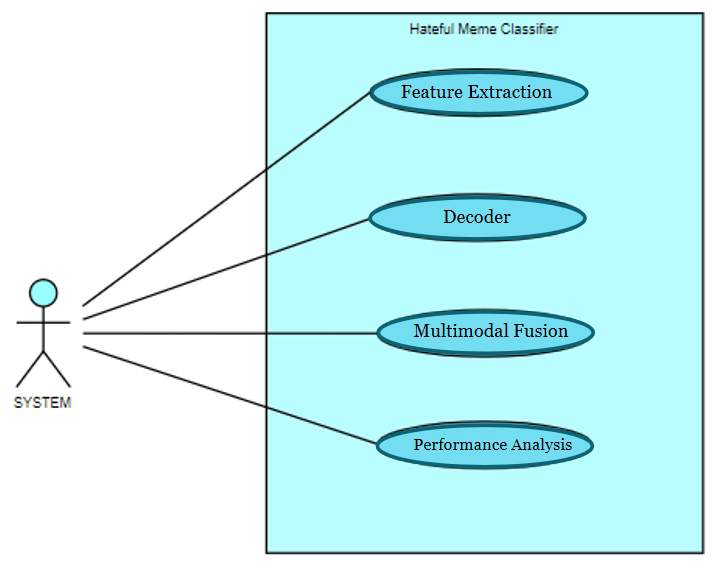 Hateful Meme Classifier
Feature Extraction
Decoder
Multimodal Fusion
Performance Analysis
SYSTEM